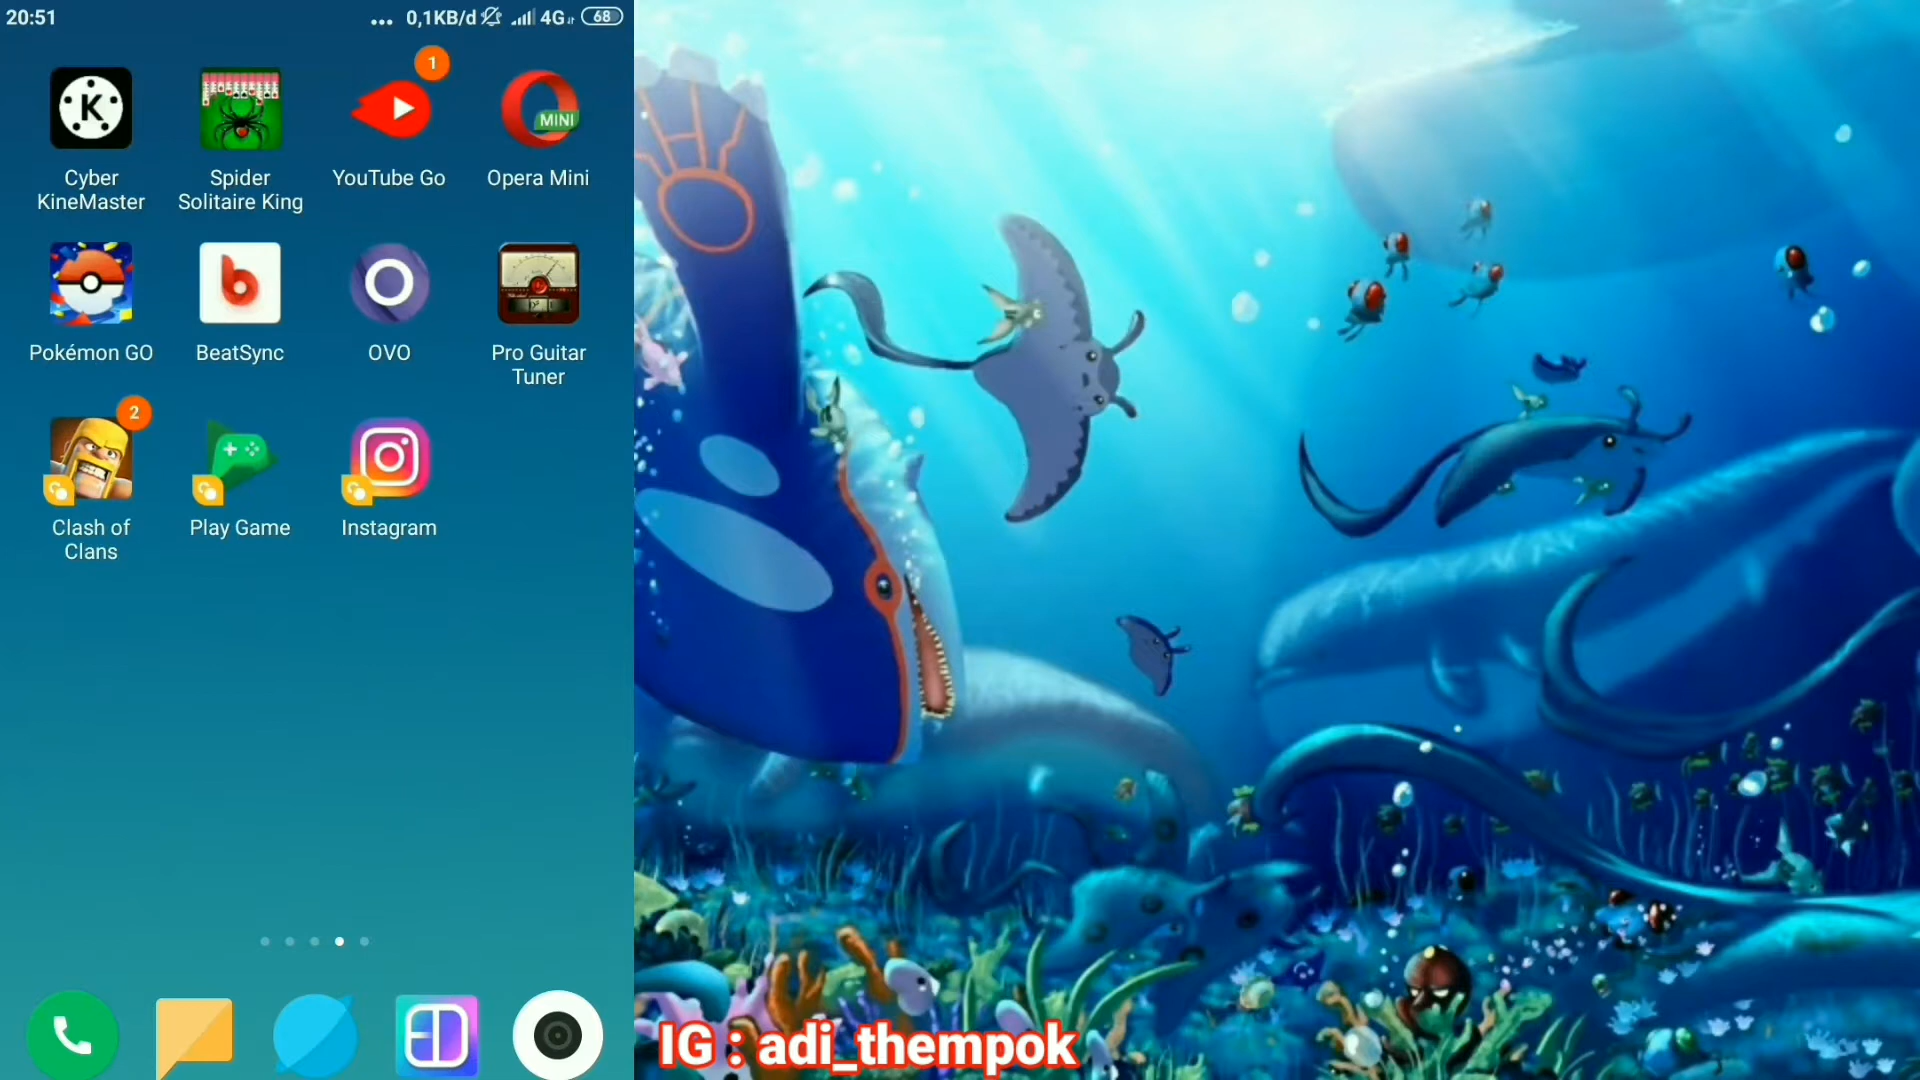 20:51
... 0,1KB/d 4G 68
1
MINI
K
Cyber
KineMaster
Spider
Solitaire King
YouTube Go
Opera Mini
b
Pokémon GO
BeatSync
OVO
Pro Guitar
Tuner
2
Clash of
Clans
Play Game
Instagram
IG : adi_thempok